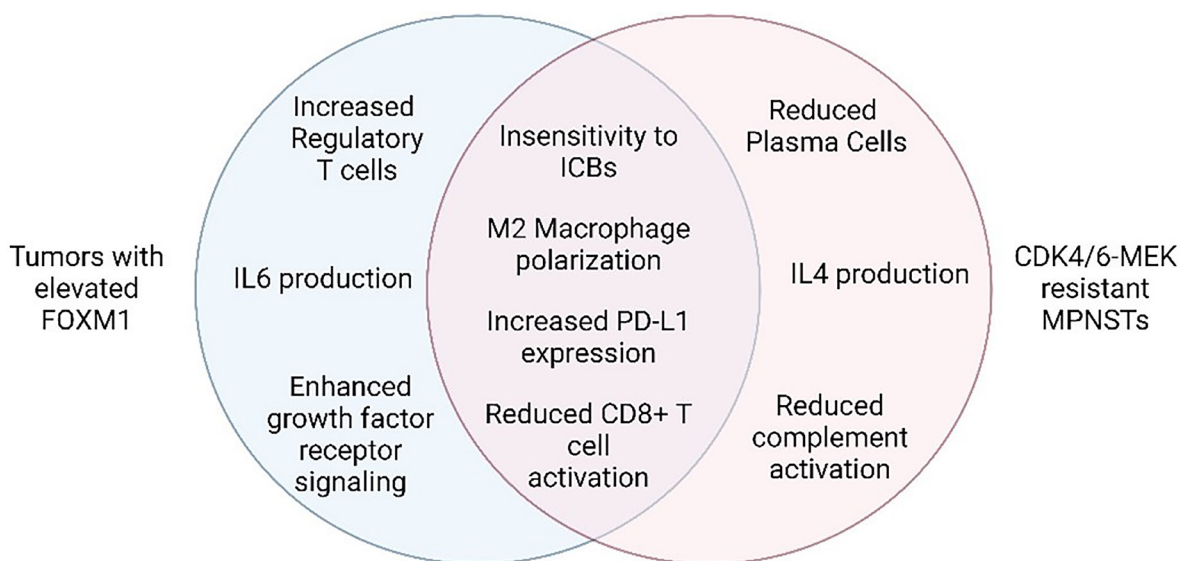 Tumors with
elevated
FOXM1
Increased
Regulatory
T cells
IL6 production
Enhanced
growth factor
receptor
signaling
Insensitivity to
ICBs
M2 Macrophage
polarization
Increased PD-L1
expression
Reduced CD8+ T
cell
activation
Reduced
Plasma Cells
IL4 production
Reduced
complement
activation
CDK4/6-MEK
resistant
MPNSTs